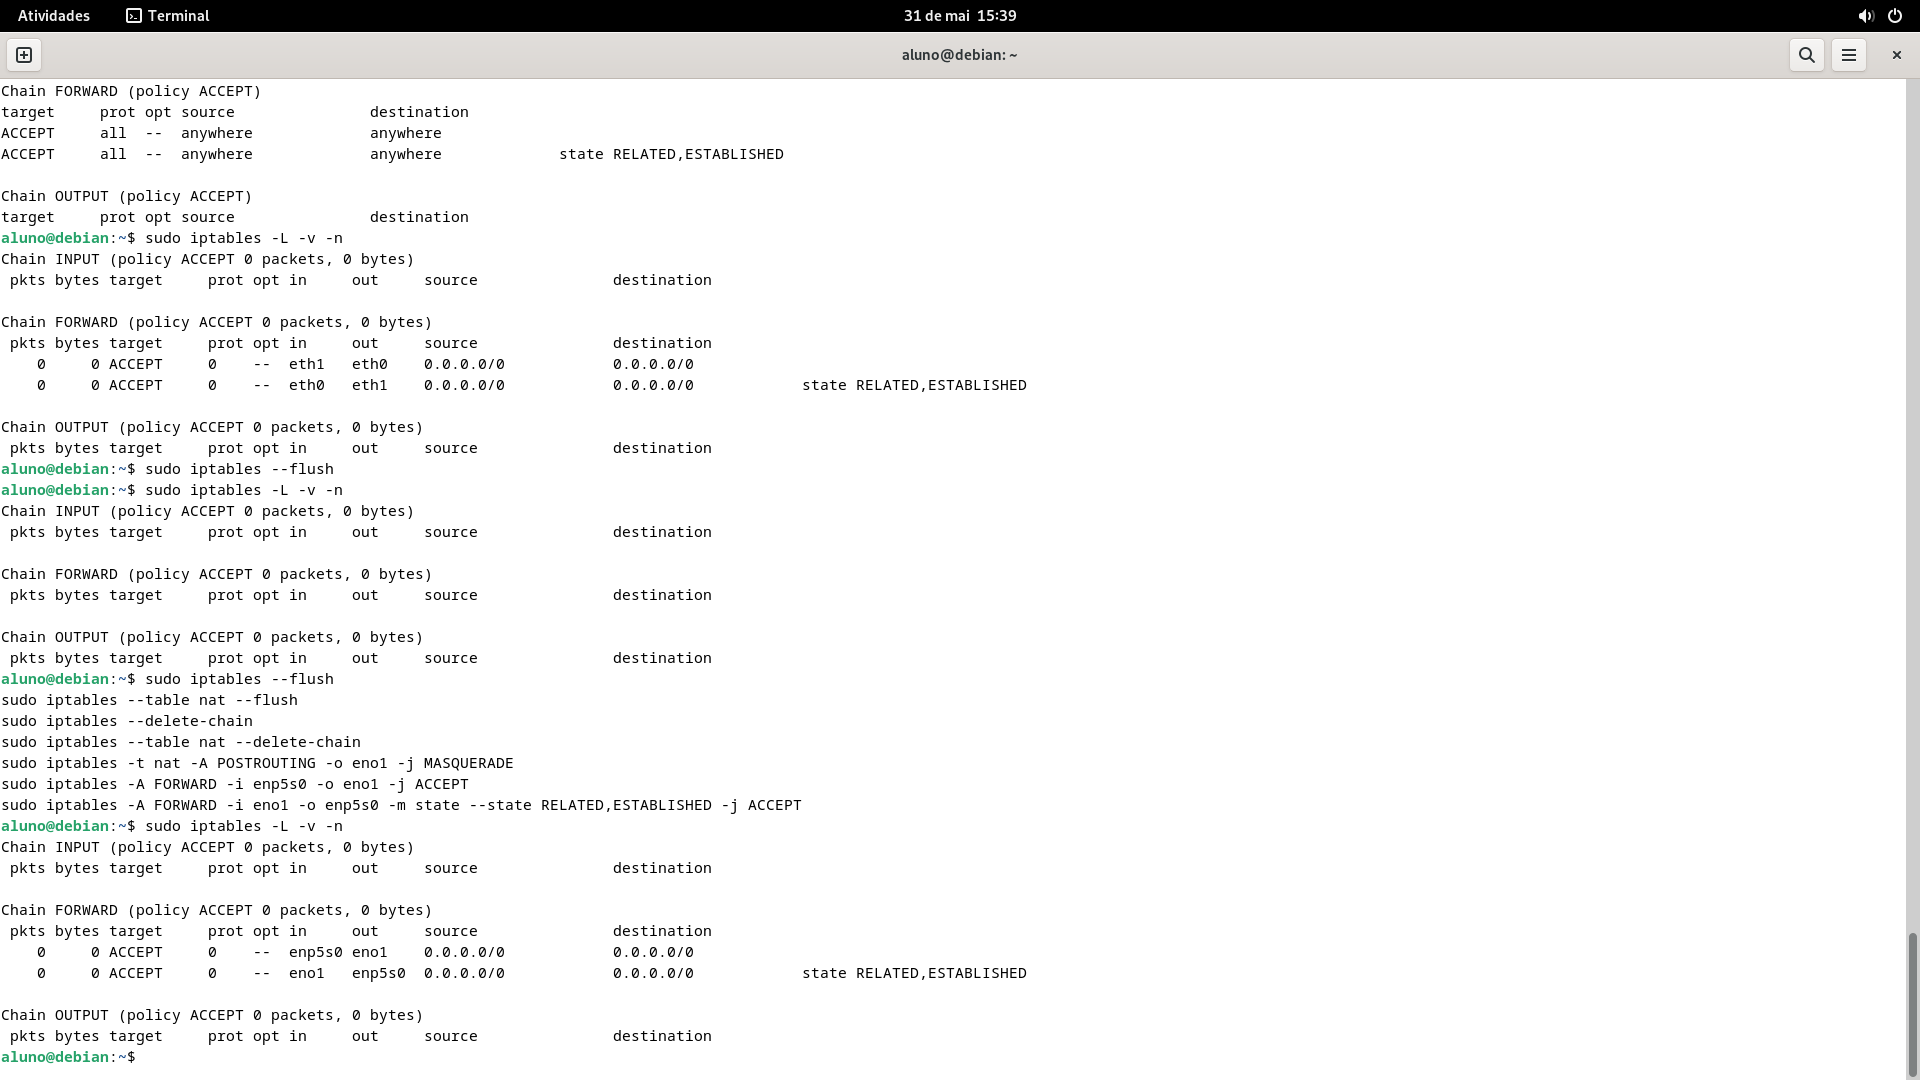 Atividades
Terminal
31 de mai 15:39
aluno@debian: ~
Chain FORWARD (policy ACCEPT)
target     prot opt source               destination
ACCEPT     all  --  anywhere             anywhere
ACCEPT     all  --  anywhere             anywhere             state RELATED,ESTABLISHED
Chain OUTPUT (policy ACCEPT)
target     prot opt source               destination
aluno@debian:~$ sudo iptables -L -v -n
Chain INPUT (policy ACCEPT 0 packets, 0 bytes)
 pkts bytes target     prot opt in     out     source               destination
Chain FORWARD (policy ACCEPT 0 packets, 0 bytes)
 pkts bytes target     prot opt in     out     source               destination
    0     0 ACCEPT     0    --  eth1   eth0    0.0.0.0/0            0.0.0.0/0
    0     0 ACCEPT     0    --  eth0   eth1    0.0.0.0/0            0.0.0.0/0            state RELATED,ESTABLISHED
Chain OUTPUT (policy ACCEPT 0 packets, 0 bytes)
 pkts bytes target     prot opt in     out     source               destination
aluno@debian:~$ sudo iptables --flush
aluno@debian:~$ sudo iptables -L -v -n
Chain INPUT (policy ACCEPT 0 packets, 0 bytes)
 pkts bytes target     prot opt in     out     source               destination
Chain FORWARD (policy ACCEPT 0 packets, 0 bytes)
 pkts bytes target     prot opt in     out     source               destination
Chain OUTPUT (policy ACCEPT 0 packets, 0 bytes)
 pkts bytes target     prot opt in     out     source               destination
aluno@debian:~$ sudo iptables --flush
sudo iptables --table nat --flush
sudo iptables --delete-chain
sudo iptables --table nat --delete-chain
sudo iptables -t nat -A POSTROUTING -o eno1 -j MASQUERADE
sudo iptables -A FORWARD -i enp5s0 -o eno1 -j ACCEPT
sudo iptables -A FORWARD -i eno1 -o enp5s0 -m state --state RELATED,ESTABLISHED -j ACCEPT
aluno@debian:~$ sudo iptables -L -v -n
Chain INPUT (policy ACCEPT 0 packets, 0 bytes)
 pkts bytes target     prot opt in     out     source               destination
Chain FORWARD (policy ACCEPT 0 packets, 0 bytes)
 pkts bytes target     prot opt in     out     source               destination
    0     0 ACCEPT     0    --  enp5s0 eno1    0.0.0.0/0            0.0.0.0/0
    0     0 ACCEPT     0    --  eno1   enp5s0  0.0.0.0/0            0.0.0.0/0            state RELATED,ESTABLISHED
Chain OUTPUT (policy ACCEPT 0 packets, 0 bytes)
 pkts bytes target     prot opt in     out     source               destination
aluno@debian:~$